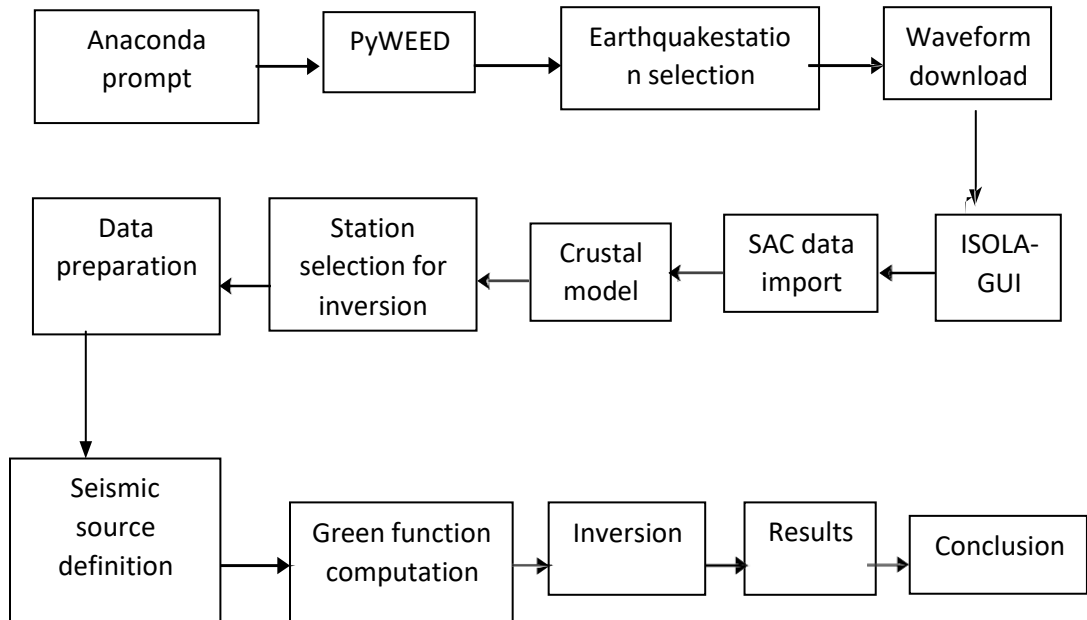 Anaconda
prompt
PyWEED
Earthquakestatio
n selection
Waveform
download
ISOLA-
GUI
SAC data
import
Crustal
model
Station
selection for
inversion
Data
preparation
Seismic
source
definition
Green function
computation
Inversion
Results
Conclusion